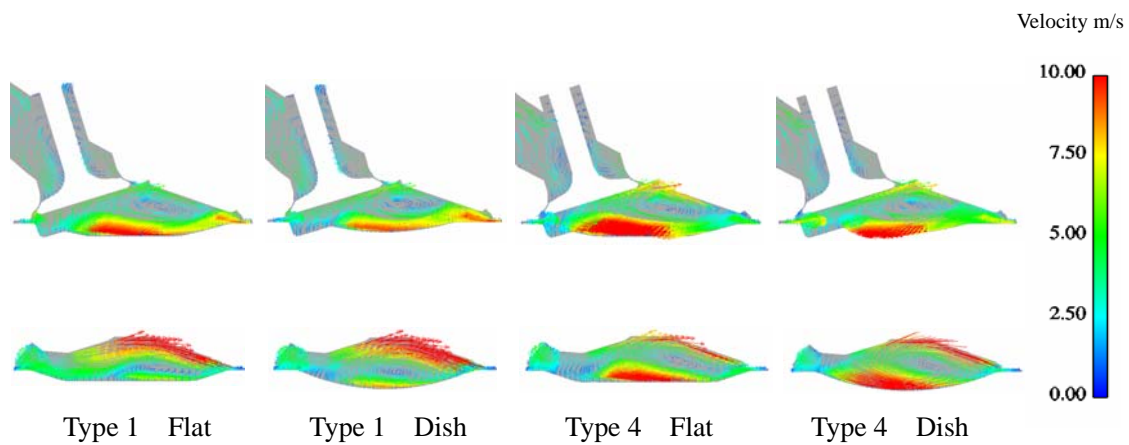 Velocity m/s
10.00
7.50
5.00
2.50
0.00
Type 1 Flat
Type 1 Dish
Type 4 Flat
Type 4 Dish